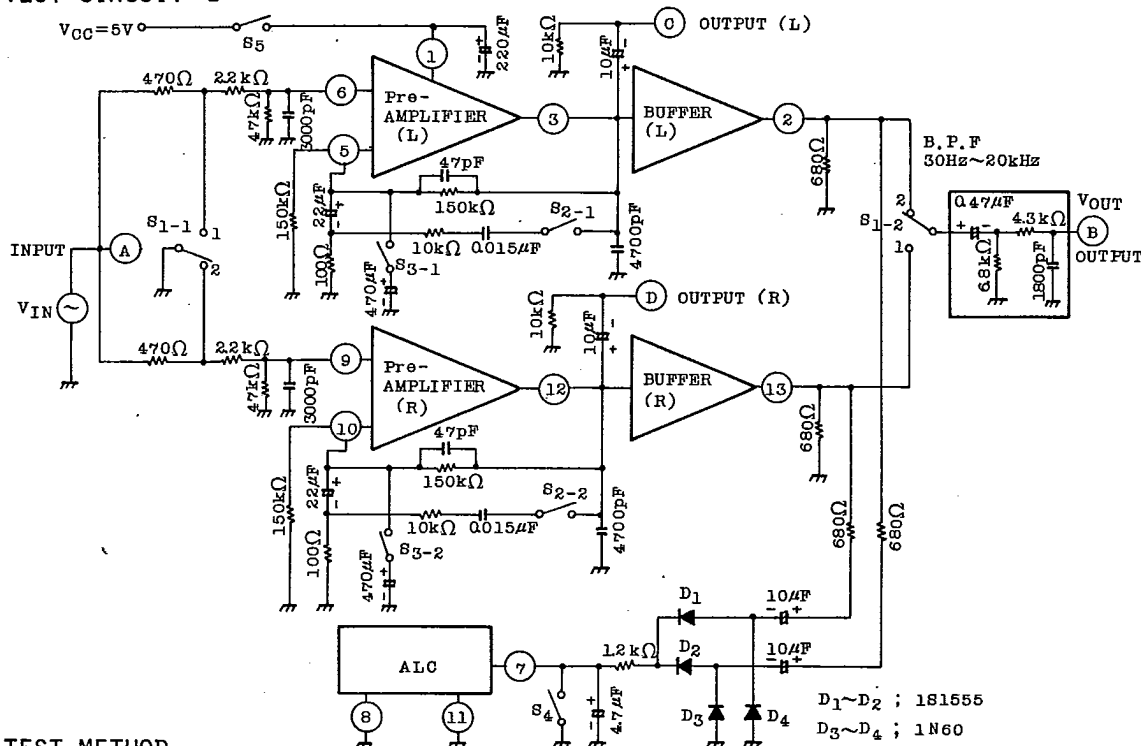 VCC=5V
S5
1
220µF
10kΩ
C
OUTPUT (L)
10µF
470Ω
2.2kΩ
6
Pre-
AMPLIFIER
(L)
3
BUFFER
(L)
2
47kΩ
3000pF
5
47pF
150kΩ
680Ω
B.P.F
30Hz~20kHz
S1-1
1
2
150kΩ
22µF
10kΩ
0.015µF
S2-1
100Ω
S3-1
470µF
4700pF
S1-2
2
1
0.47µF
4.3kΩ
68kΩ
1800pF
VOUT
B
OUTPUT
INPUT
A
VIN
10kΩ
D
OUTPUT (R)
10µF
470Ω
2.2kΩ
9
Pre-
AMPLIFIER
(R)
12
BUFFER
(R)
13
47kΩ
3000pF
10
47pF
150kΩ
680Ω
150kΩ
22µF
10kΩ
0.015µF
S2-2
100Ω
S3-2
470µF
4700pF
680Ω
680Ω
D1
10µF
ALC
7
1.2kΩ
D2
10µF
S4
4.7µF
D3
D4
8
11
D1~D2 ; 1S1555
D3~D4 ; 1N60
TEST METHOD